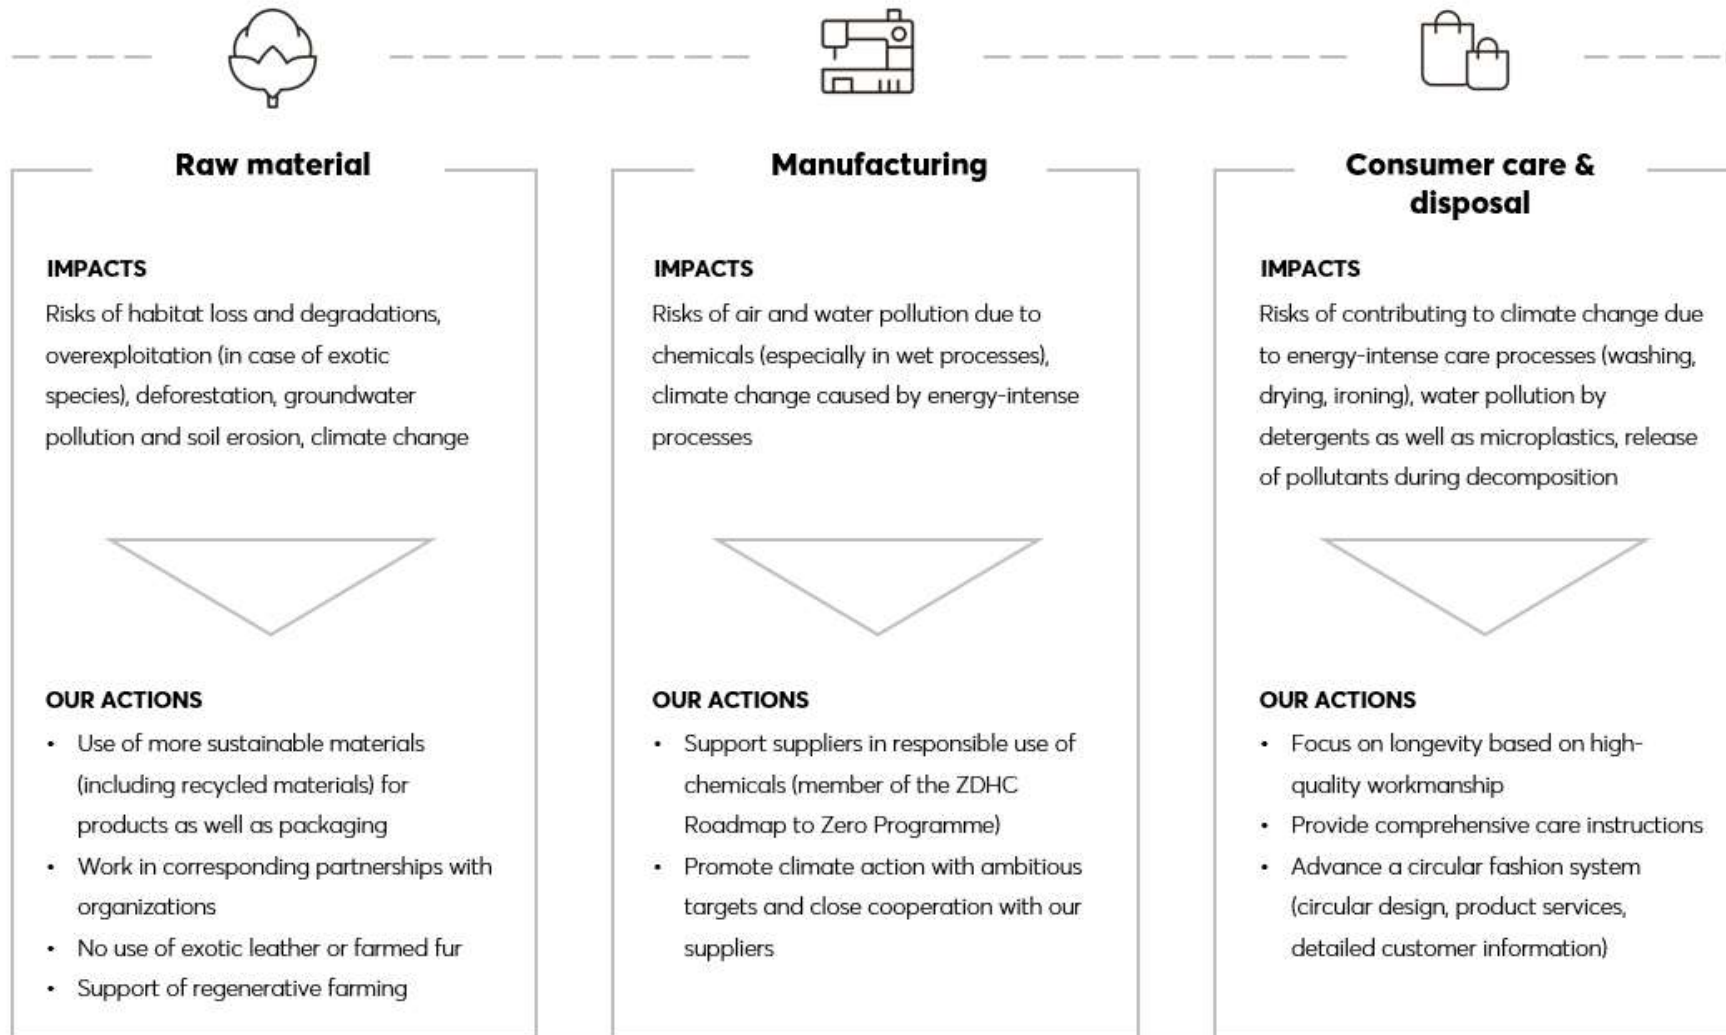 Raw material
IMPACTS
Risks of habitat loss and degradations,
overexploitation (in case of exotic
species), deforestation, groundwater
pollution and soil erosion, climate change
OUR ACTIONS
• Use of more sustainable materials
(including recycled materials) for
products as well as packaging
• Work in corresponding partnerships with
organizations
• No use of exotic leather or farmed fur
• Support of regenerative farming
Manufacturing
IMPACTS
Risks of air and water pollution due to
chemicals (especially in wet processes),
climate change caused by energy-intense
processes
OUR ACTIONS
• Support suppliers in responsible use of
chemicals (member of the ZDHC
Roadmap to Zero Programme)
• Promote climate action with ambitious
targets and close cooperation with our
suppliers
Consumer care &
disposal
IMPACTS
Risks of contributing to climate change due
to energy-intense care processes (washing,
drying, ironing), water pollution by
detergents as well as microplastics, release
of pollutants during decomposition
OUR ACTIONS
• Focus on longevity based on high-
quality workmanship
• Provide comprehensive care instructions
• Advance a circular fashion system
(circular design, product services,
detailed customer information)